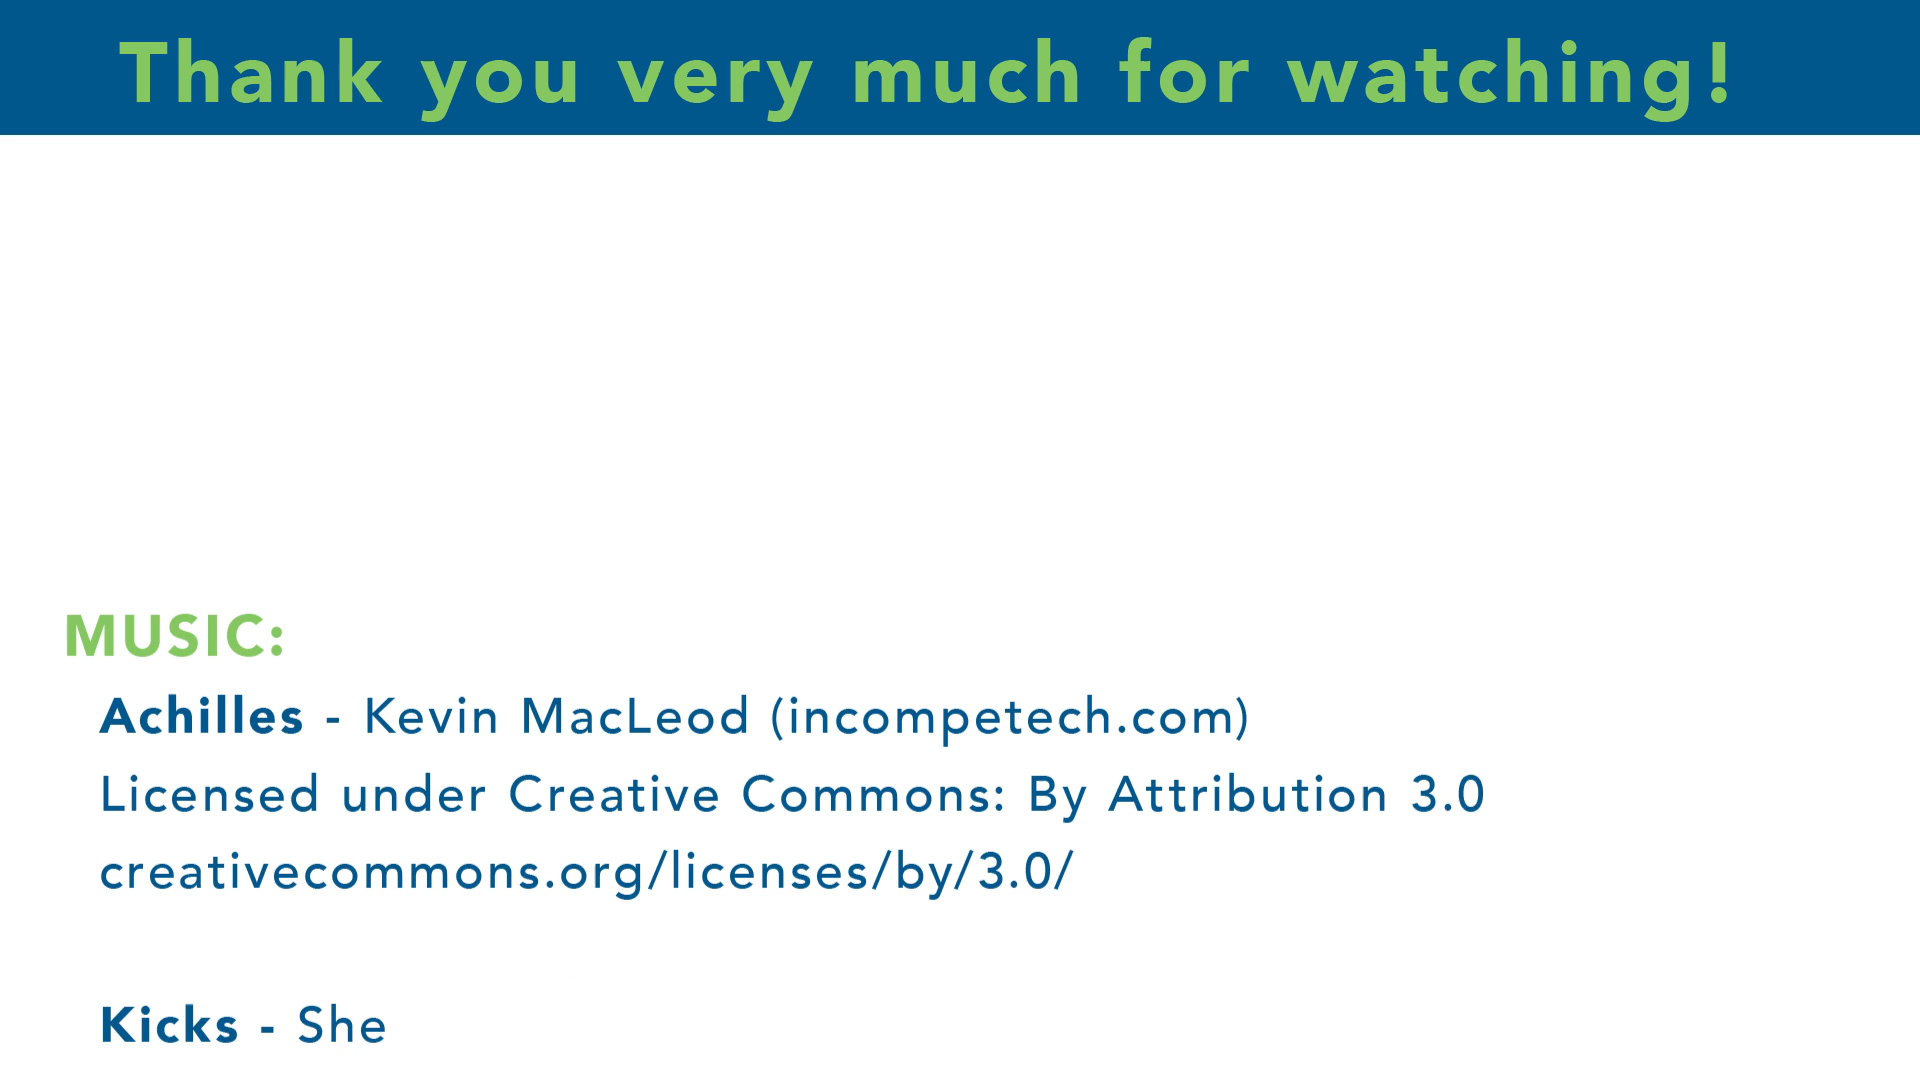 Thank you very much for watching!
MUSIC:
Achilles - Kevin MacLeod (incompetech.com)
Licensed under Creative Commons: By Attribution 3.0
creativecommons.org/licenses/by/3.0/
Kicks - She